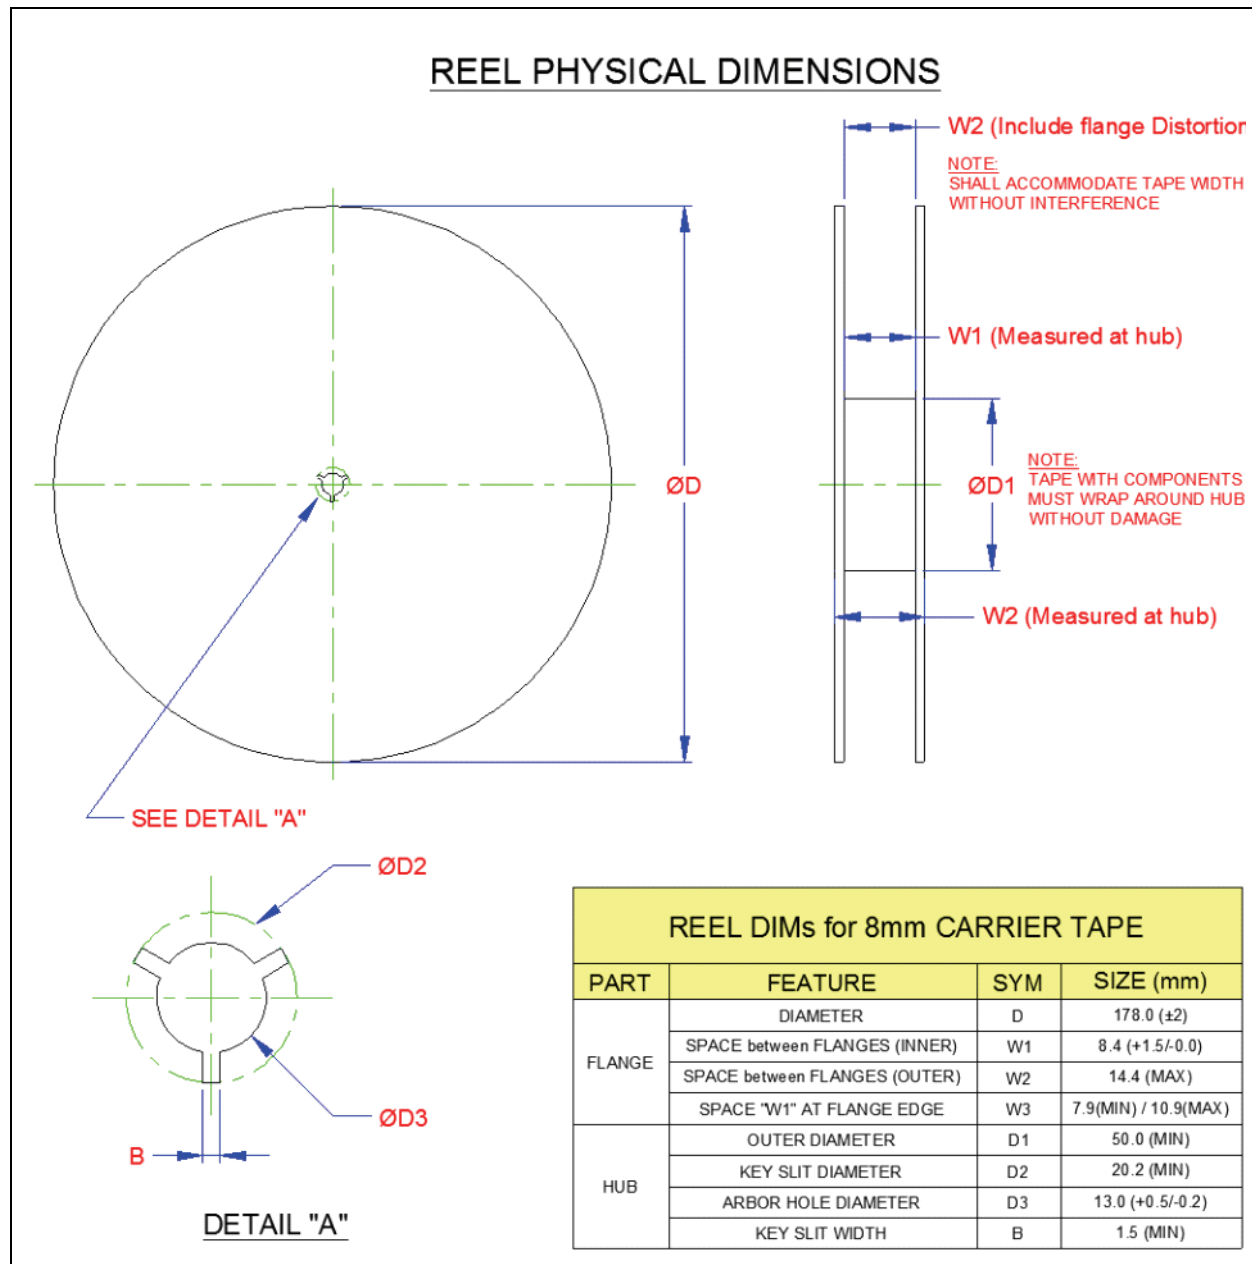 REEL PHYSICAL DIMENSIONS
W2 (Include flange Distortion
NOTE:
SHALL ACCOMMODATE TAPE WIDTH
WITHOUT INTERFERENCE
W1 (Measured at hub)
ØD
ØD1
NOTE:
TAPE WITH COMPONENTS
MUST WRAP AROUND HUB
WITHOUT DAMAGE
W2 (Measured at hub)
SEE DETAIL "A"
ØD2
ØD3
B
DETAIL "A"
REEL DIMs for 8mm CARRIER TAPE
PART FEATURE SYM SIZE (mm)
FLANGE
DIAMETER D 178.0 (±2)
SPACE between FLANGES (INNER) W1 8.4 (+1.5/-0.0)
SPACE between FLANGES (OUTER) W2 14.4 (MAX)
SPACE "W1" AT FLANGE EDGE W3 7.9(MIN) / 10.9(MAX)
HUB
OUTER DIAMETER D1 50.0 (MIN)
KEY SLIT DIAMETER D2 20.2 (MIN)
ARBOR HOLE DIAMETER D3 13.0 (+0.5/-0.2)
KEY SLIT WIDTH B 1.5 (MIN)